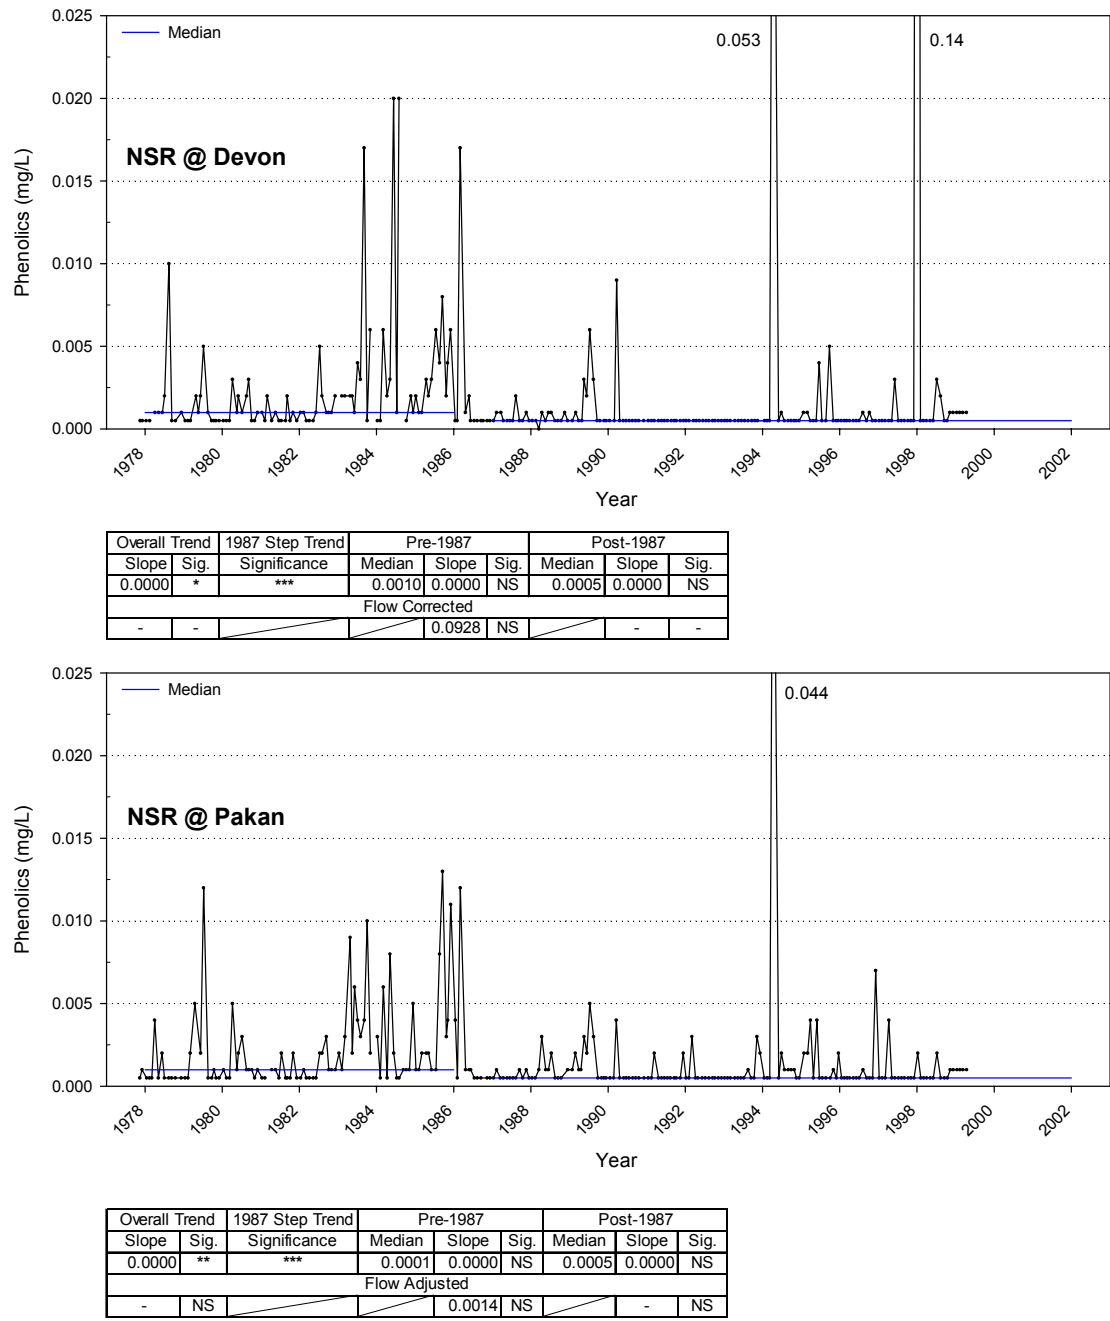 0.025
0.020
0.015
0.010
0.005
0.000
Phenolics (mg/L)
Median
0.053
0.14
NSR @ Devon
1978 1980 1982 1984 1986 1988 1990 1992 1994 1996 1998 2000 2002
Year
Overall Trend 1987 Step Trend Pre-1987 Post-1987
Slope Sig. Significance Median Slope Sig. Median Slope Sig.
0.0000 * *** 0.0010 0.0000 NS 0.0005 0.0000 NS
Flow Corrected
- - 0.0928 NS - -
0.025
0.020
0.015
0.010
0.005
0.000
Phenolics (mg/L)
Median
0.044
NSR @ Pakan
1978 1980 1982 1984 1986 1988 1990 1992 1994 1996 1998 2000 2002
Year
Overall Trend 1987 Step Trend Pre-1987 Post-1987
Slope Sig. Significance Median Slope Sig. Median Slope Sig.
0.0000 ** *** 0.0001 0.0000 NS 0.0005 0.0000 NS
Flow Adjusted
- NS 0.0014 NS - NS